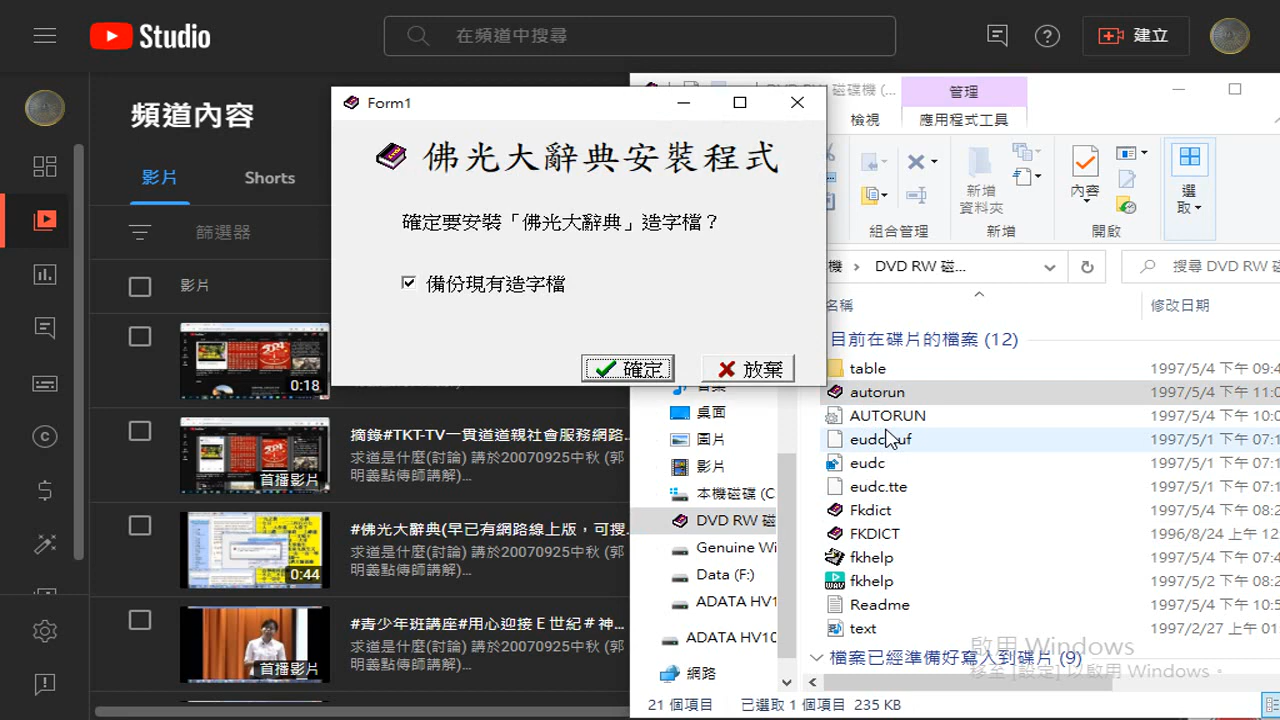 Studio
在頻道中搜尋
建立
頻道內容
影片
Shorts
篩選器
影片
0:18
摘錄#TKT-TV一貫道道親社會服務網路...
求道是什麼(討論) 講於20070925中秋 (郭
明義點傳師講解)...
首播影片
#佛光大辭典(早已有網路線上版，可搜...
求道是什麼(討論) 講於20070925中秋 (郭
明義點傳師講解)...
0:44
#青少年班講座#用心迎接E世紀#神...
求道是什麼(討論) 講於20070925中秋 (郭
明義點傳師講解)...
首播影片
Form1
佛光大辭典安裝程式
確定要安裝「佛光大辭典」造字檔？
備份現有造字檔
確定
放棄
管理
檢視
應用程式工具
新增
資料夾
內容
選
取
組合管理
新增
開啟
機
DVD RW 磁...
搜尋 DVD RW
名稱
修改日期
目前在碟片的檔案 (12)
table
1997/5/4 下午 09:4
autorun
1997/5/4 下午 11:0
AUTORUN
1997/5/4 下午 10:0
1997/5/1 下午 07:1
eudc
1997/5/1 下午 07:1
eudc.tte
1997/5/1 下午 07:1
Fkdict
1997/5/4 下午 10:5
FKDICT
1996/8/24 上午 12:
fkhelp
1997/5/4 下午 07:4
fkhelp
1997/5/2 下午 08:2
Readme
1997/5/4 下午 10:5
text
1997/2/27 上午 01:
檔案已經準備好寫入到碟片 (9)
桌面
圖片
影片
本機磁碟 (C
DVD RW 磁
Genuine Wi
Data (F:)
ADATA HV1
ADATA HV10
網路
21 個項目
已選取 1 個項目
235 KB
啟用 Windows
移至 [設定] 以啟用 Windows。